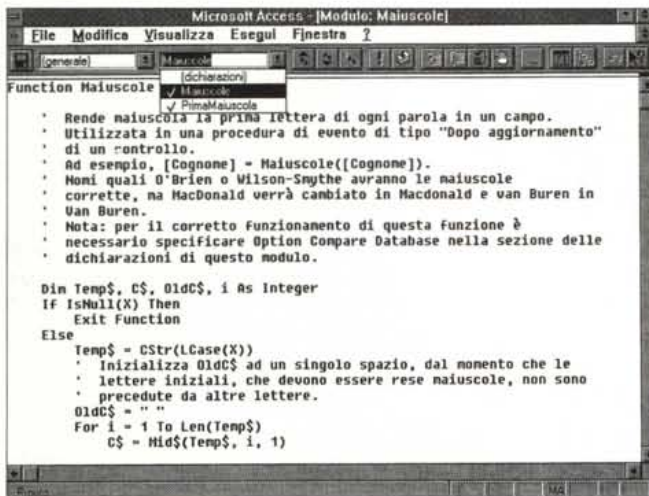 Microsoft Access - [Modulo: Maiuscole]
File Modifica Visualizza Esegui Finestra ?
(generale) Maiuscole
(dichiarazioni)
✓ Maiuscole
✓ PrimaMaiuscola
Function Maiuscole
' Rende maiuscola la prima lettera di ogni parola in un campo.
' Utilizzata in una procedura di evento di tipo "Dopo aggiornamento"
' di un controllo.
' Ad esempio, [Cognome] = Maiuscole([Cognome]).
' Nomi quali O'Brien o Wilson-Smythe avranno le maiuscole
' corrette, ma MacDonald verrà cambiato in Macdonald e van Buren in
' Van Buren.
' Nota: per il corretto funzionamento di questa funzione è
' necessario specificare Option Compare Database nella sezione delle
' dichiarazioni di questo modulo.
Dim Temp$, C$, OldC$, i As Integer
If IsNull(X) Then
Exit Function
Else
Temp$ = CStr(LCase(X))
' Inizializza OldC$ ad un singolo spazio, dal momento che le
' lettere iniziali, che devono essere rese maiuscole, non sono
' precedute da altre lettere.
OldC$ = " "
For i = 1 To Len(Temp$)
C$ = Mid$(Temp$, i, 1)
Pronto